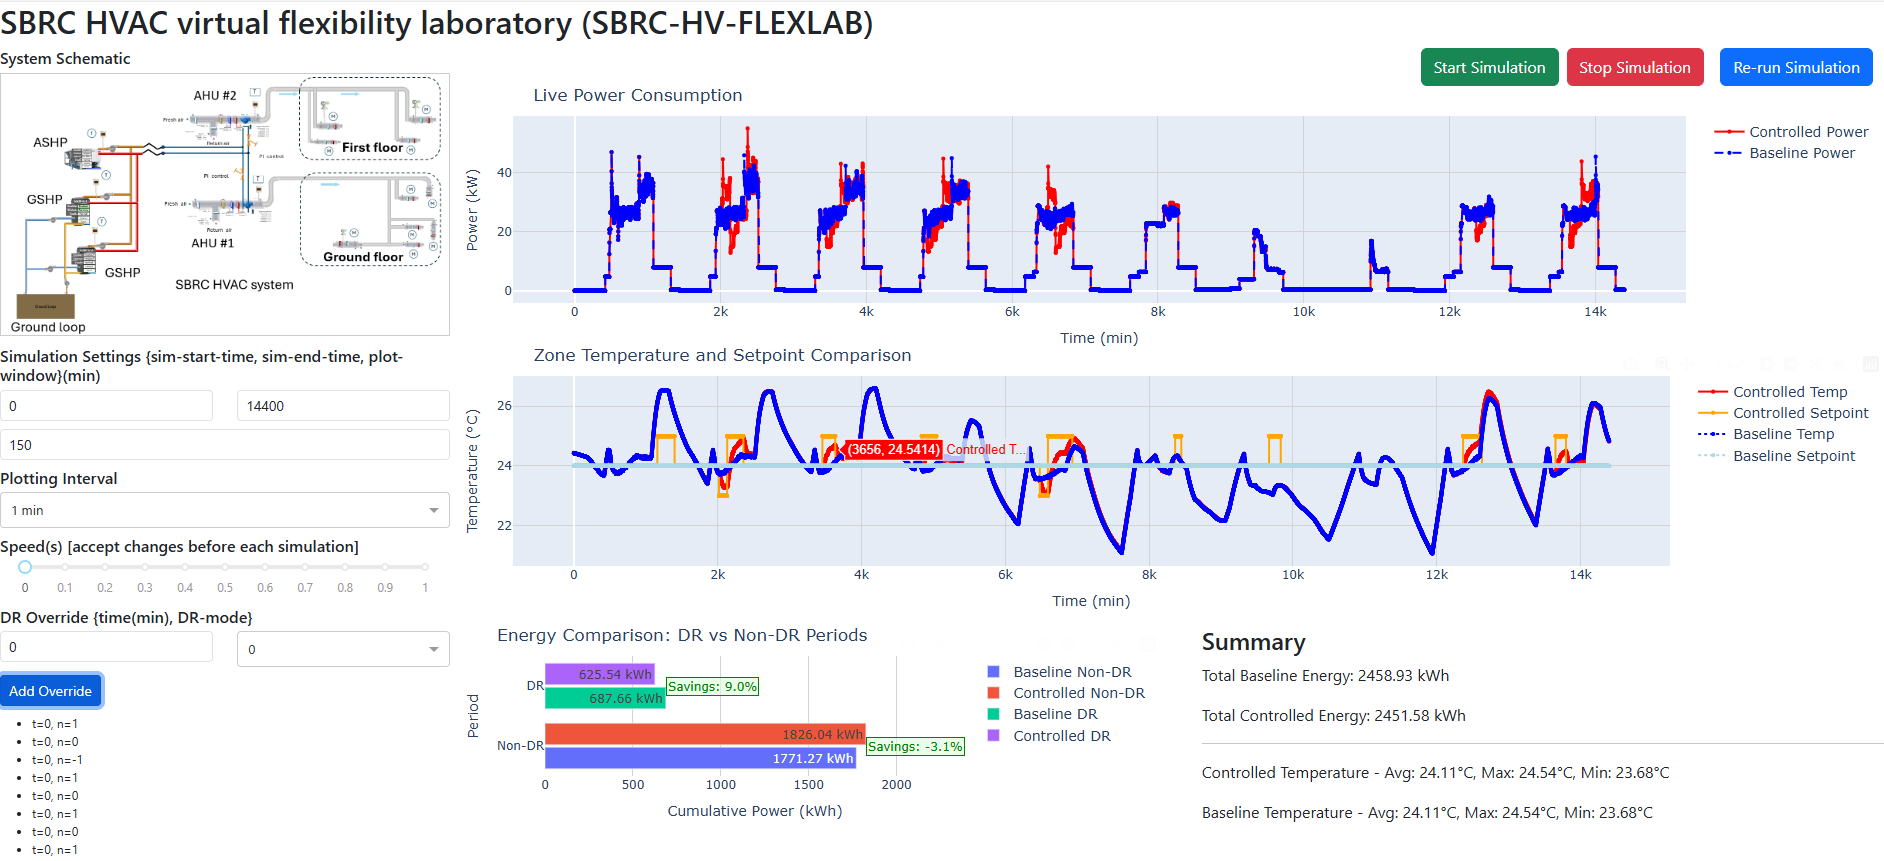 SBRC HVAC virtual flexibility laboratory (SBRC-HV-FLEXLAB)
System Schematic
Start Simulation
Stop Simulation
Re-run Simulation
AHU #2
Fresh air
Return air
First floor
ASHP
PI control
PI control
GSHP
Fresh air
Return air
AHU #1
Ground floor
GSHP
SBRC HVAC system
Ground loop
Simulation Settings {sim-start-time, sim-end-time, plot-
window}(min)
0
14400
150
Plotting Interval
1 min
Speed(s) [accept changes before each simulation]
0 0.1 0.2 0.3 0.4 0.5 0.6 0.7 0.8 0.9 1
DR Override {time(min), DR-mode}
0
0
Add Override
t=0, n=1
t=0, n=0
t=0, n=-1
t=0, n=1
t=0, n=0
t=0, n=1
t=0, n=0
t=0, n=1
Live Power Consumption
Power (kW)
40
20
0
0 2k 4k 6k 8k 10k 12k 14k
Time (min)
Controlled Power
Baseline Power
Zone Temperature and Setpoint Comparison
Temperature (°C)
26
24
22
(3656, 24.5414) Controlled T...
0 2k 4k 6k 8k 10k 12k 14k
Time (min)
Controlled Temp
Controlled Setpoint
Baseline Temp
Baseline Setpoint
Energy Comparison: DR vs Non-DR Periods
Period
DR
625.54 kWh
687.66 kWh
Savings: 9.0%
Non-DR
1826.04 kWh
1771.27 kWh
Savings: -3.1%
0 500 1000 1500 2000
Cumulative Power (kWh)
Baseline Non-DR
Controlled Non-DR
Baseline DR
Controlled DR
Summary
Total Baseline Energy: 2458.93 kWh
Total Controlled Energy: 2451.58 kWh
Controlled Temperature - Avg: 24.11°C, Max: 24.54°C, Min: 23.68°C
Baseline Temperature - Avg: 24.11°C, Max: 24.54°C, Min: 23.68°C